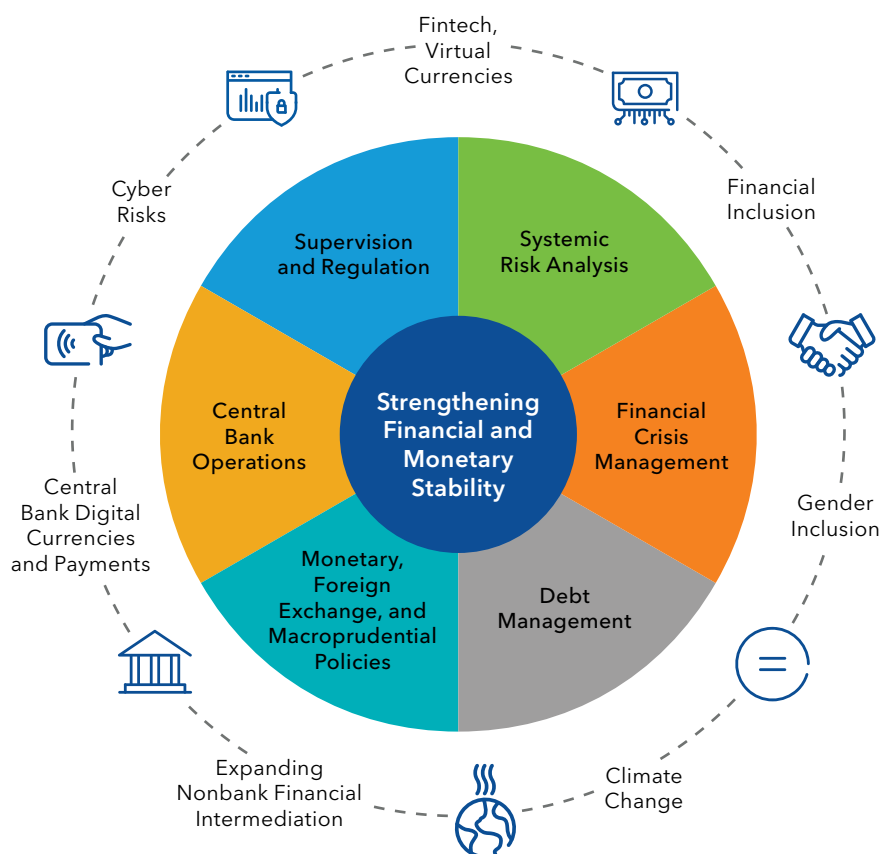 Fintech,
Virtual
Currencies
Cyber
Risks
Financial
Inclusion
Supervision
and Regulation
Systemic
Risk Analysis
Central
Bank
Operations
Strengthening
Financial and
Monetary
Stability
Financial
Crisis
Management
Central
Bank Digital
Currencies
and Payments
Gender
Inclusion
Monetary,
Foreign
Exchange, and
Macroprudential
Policies
Debt
Management
Expanding
Nonbank Financial
Intermediation
Climate
Change